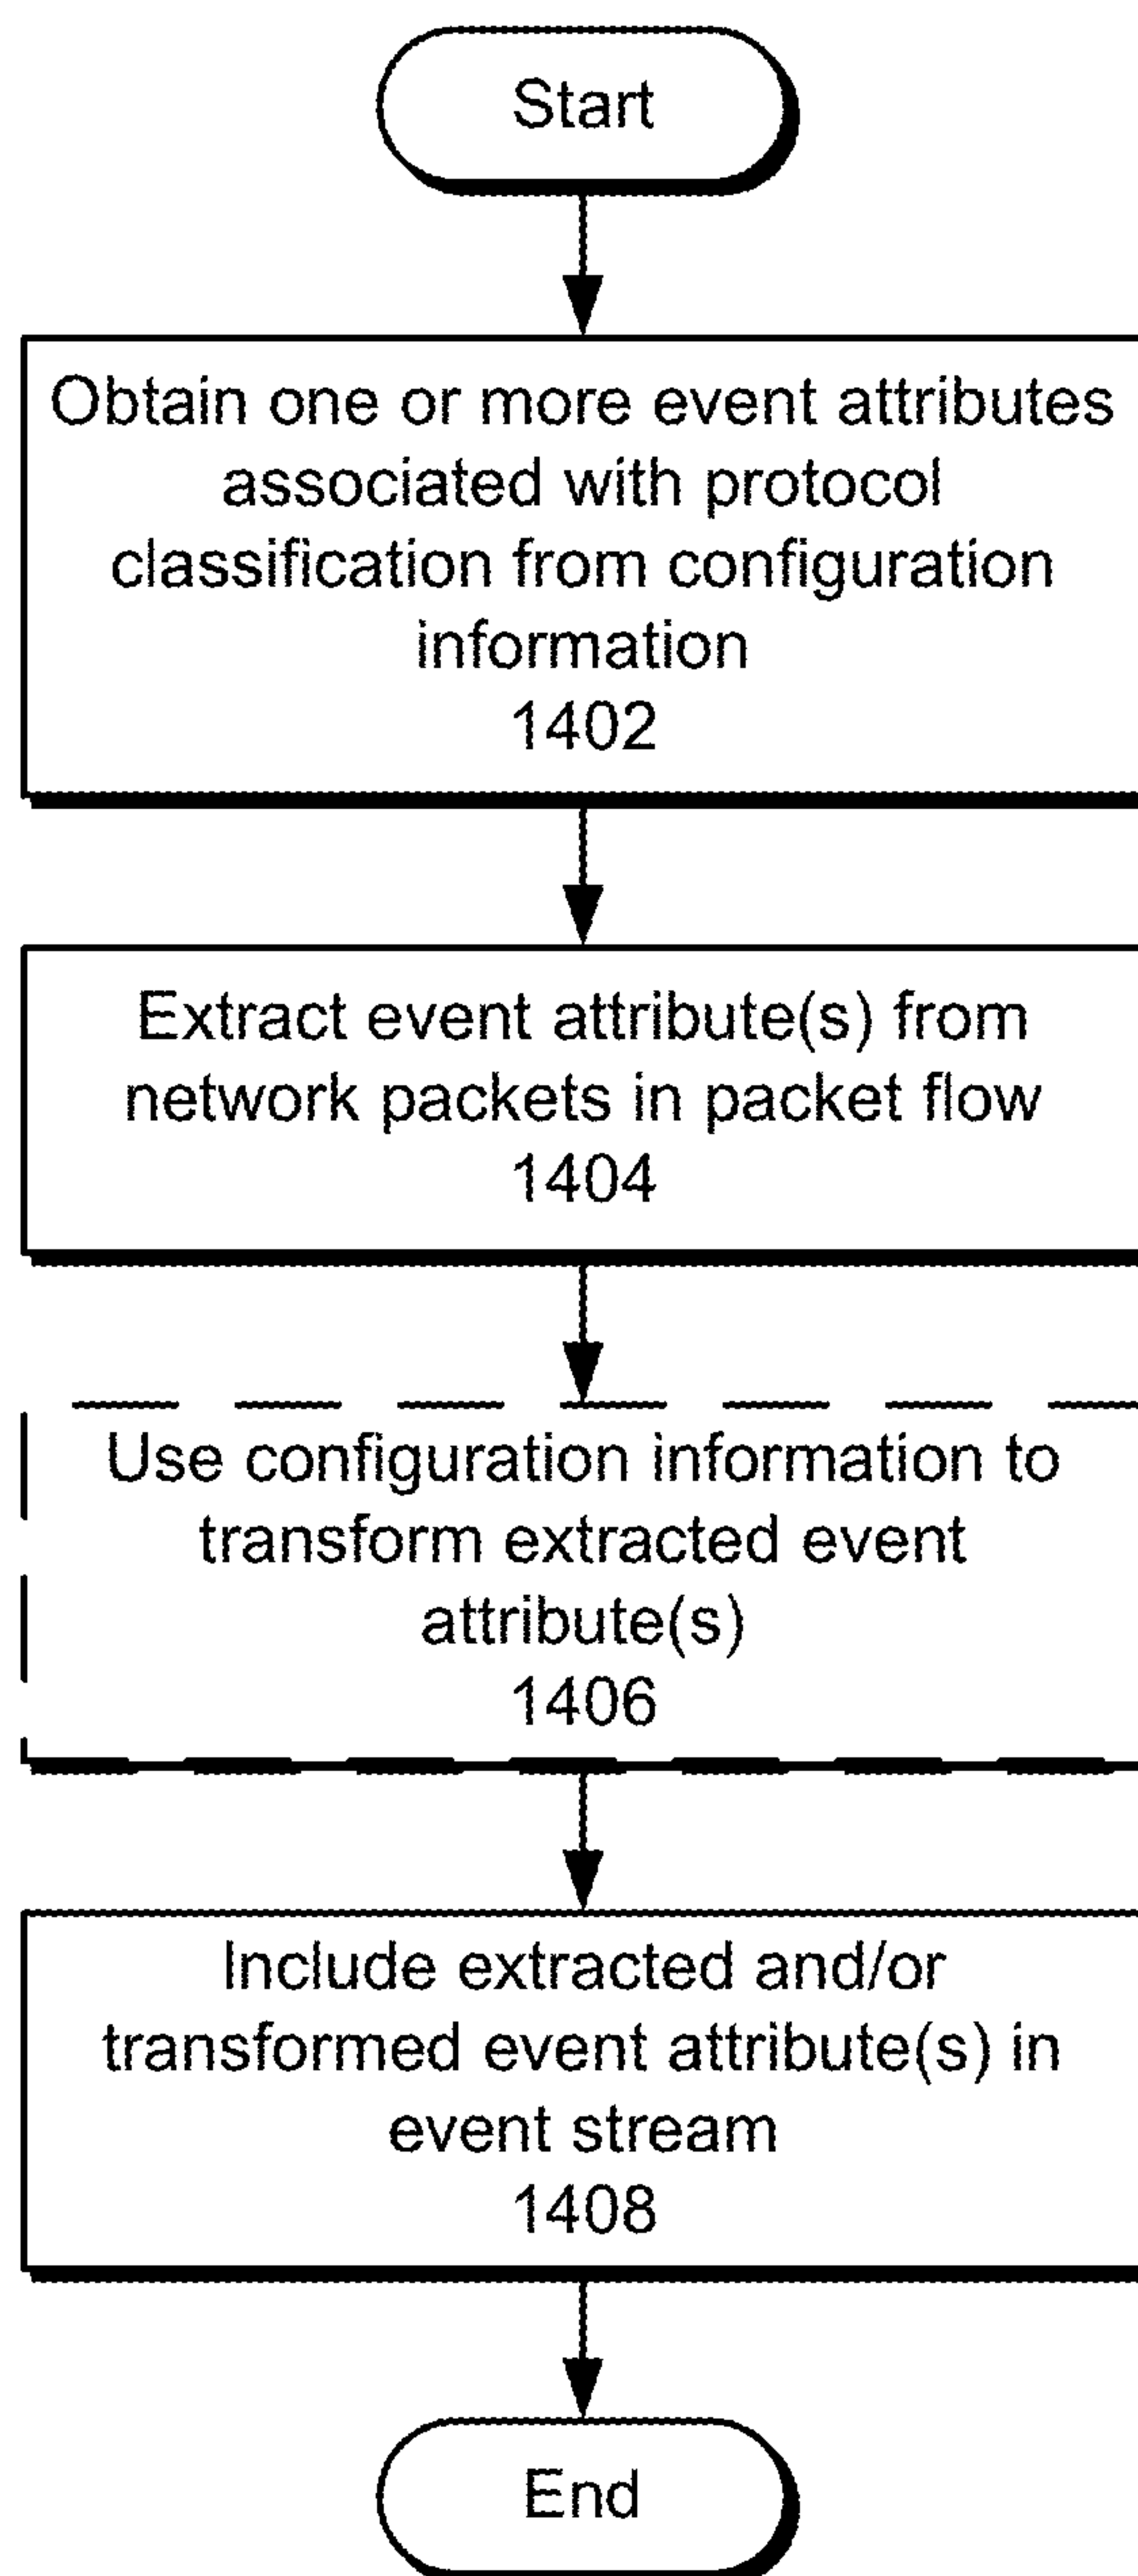 Start
Obtain one or more event attributes
associated with protocol
classification from configuration
information
1402
Extract event attribute(s) from
network packets in packet flow
1404
Use configuration information to
transform extracted event
attribute(s)
1406
Include extracted and/or
transformed event attribute(s) in
event stream
1408
End